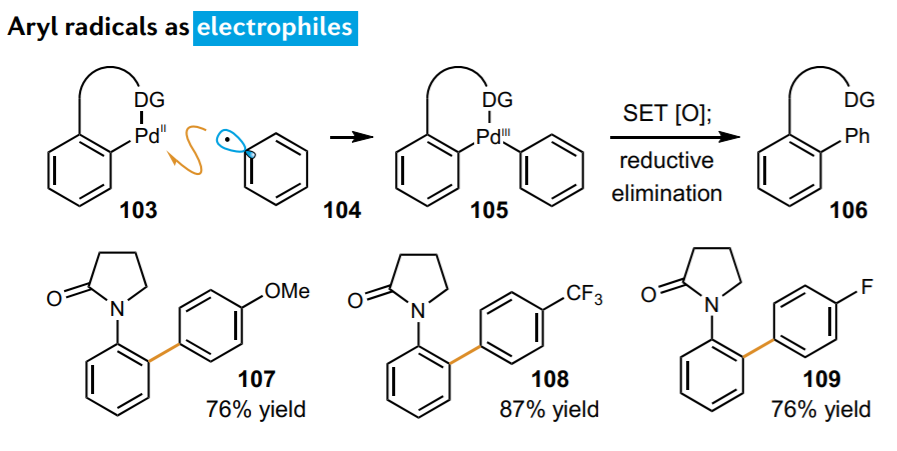 Aryl radicals as electrophiles
DG
Pd^II
103
104
DG
Pd^III
105
SET [O];
reductive
elimination
DG
Ph
106
O
N
OMe
107
76% yield
O
N
CF3
108
87% yield
O
N
F
109
76% yield